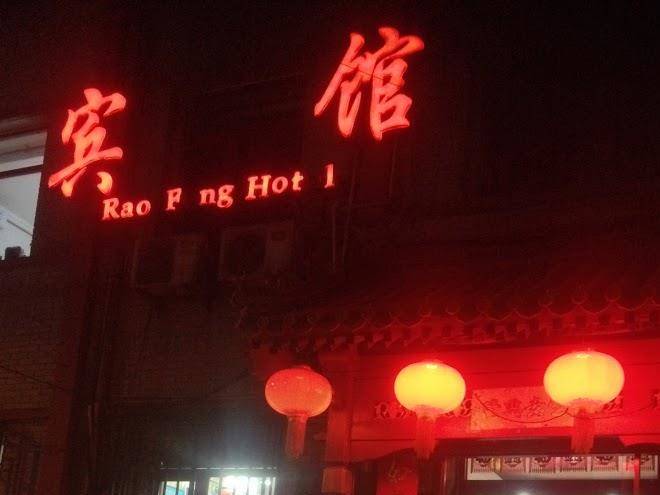 宾 馆
Rao F ng Hot l